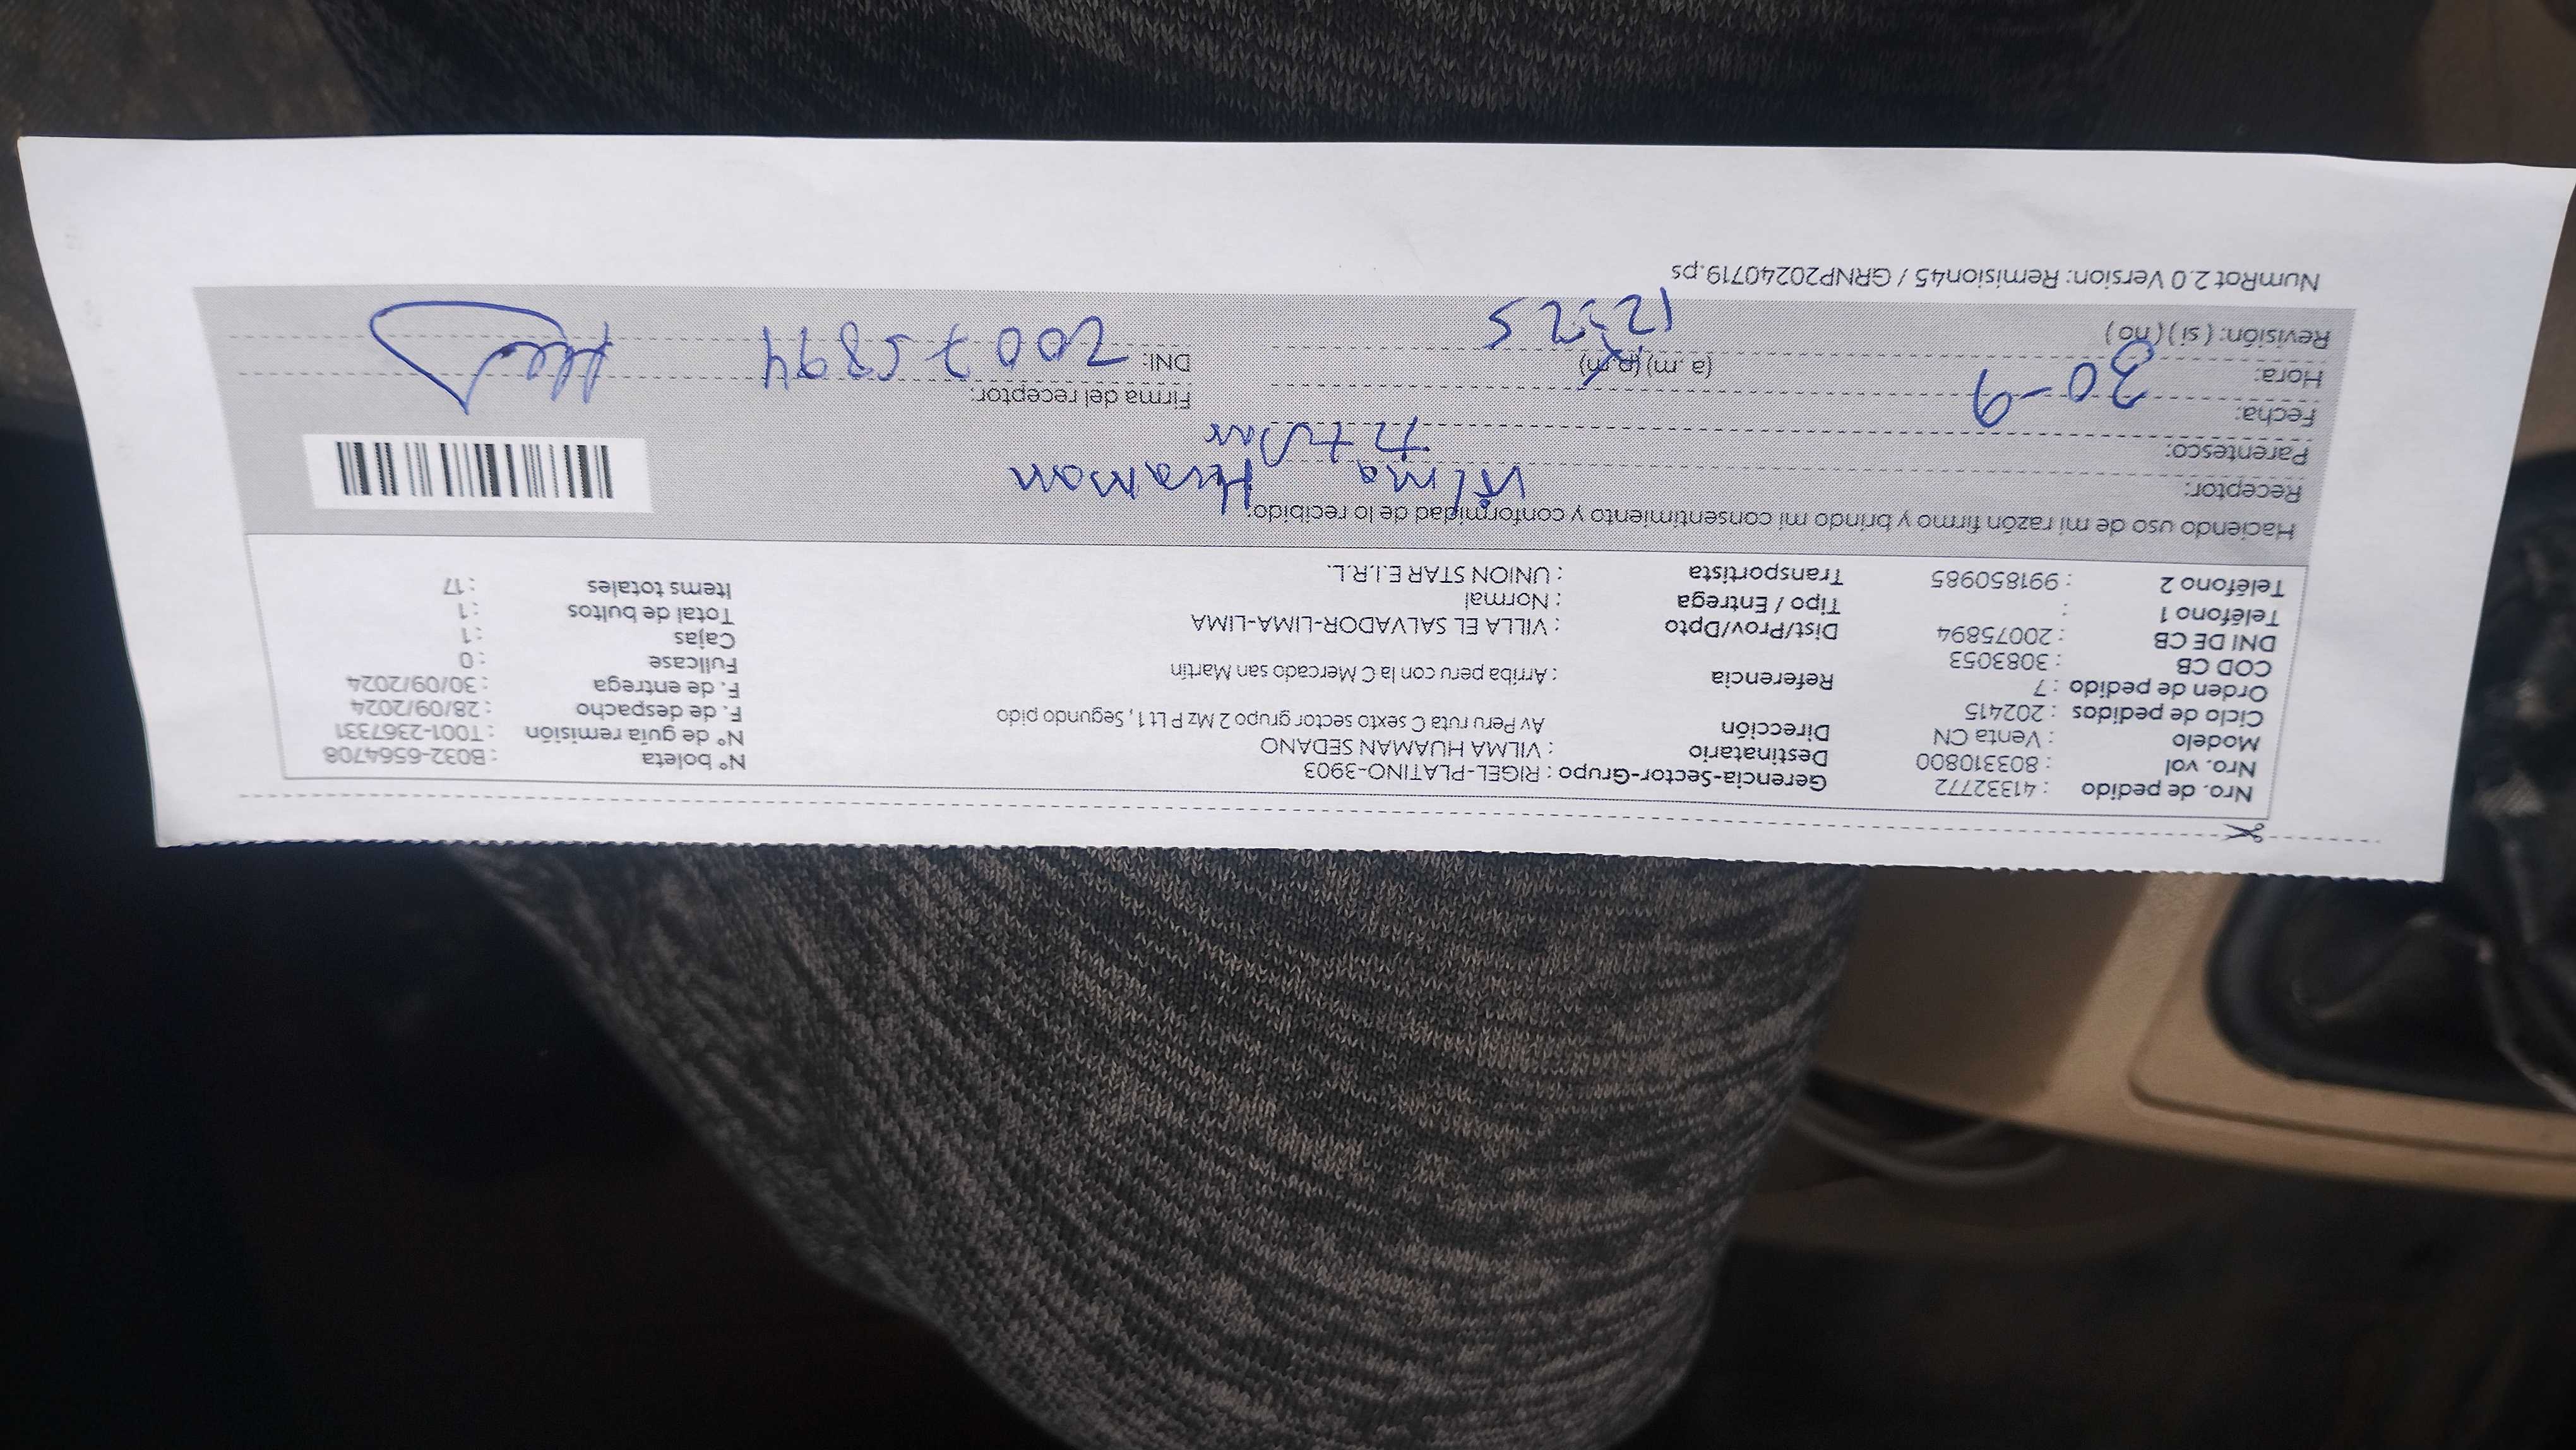 Nro. de pedido : 41332772 Gerencia-Sector-Grupo : RIGEL-PLATINO-3903 N° boleta : B032-6564708
Nro. vol : 803310800 Destinatario : VILMA HUAMAN SEDANO N° de guía remisión : T001-2367331
Modelo : Venta CN Dirección Av Peru ruta C sexto sector grupo 2 Mz P Lt 1, Segundo pido F. de despacho : 28/09/2024
Ciclo de pedidos : 202415 F. de entrega : 30/09/2024
Orden de pedido : 7 Referencia : Arriba peru con la C Mercado san Martin Fullcase : 0
COD CB : 3083053 Cajas : 1
DNI DE CB : 20075894 Dist/Prov/Dpto : VILLA EL SALVADOR-LIMA-LIMA Total de bultos : 1
Teléfono 1 : Tipo / Entrega : Normal Items totales : 17
Teléfono 2 : 991850985 Transportista : UNION STAR E.I.R.L.
Haciendo uso de mi razón firmo y brindo mi consentimiento y conformidad de lo recibido.
Receptor: Vilma Huaman
Parentesco: titular
Fecha: 30-9 Firma del receptor:
Hora: 12:25 (a.m) (p.m) DNI: 20075894
Revisión: ( si ) ( no )
NumRot 2.0 Version: Remision45 / GRNP20240719.ps